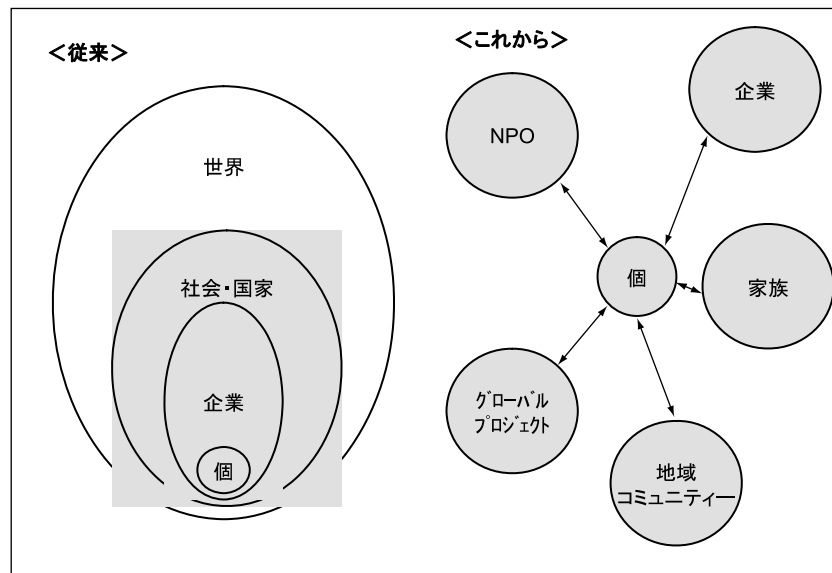 ＜従来＞
世界
社会・国家
企業
個
＜これから＞
NPO
企業
個
家族
ｸﾞﾛｰﾊﾞﾙ
ﾌﾟﾛｼﾞｪｸﾄ
地域
コミュニティー